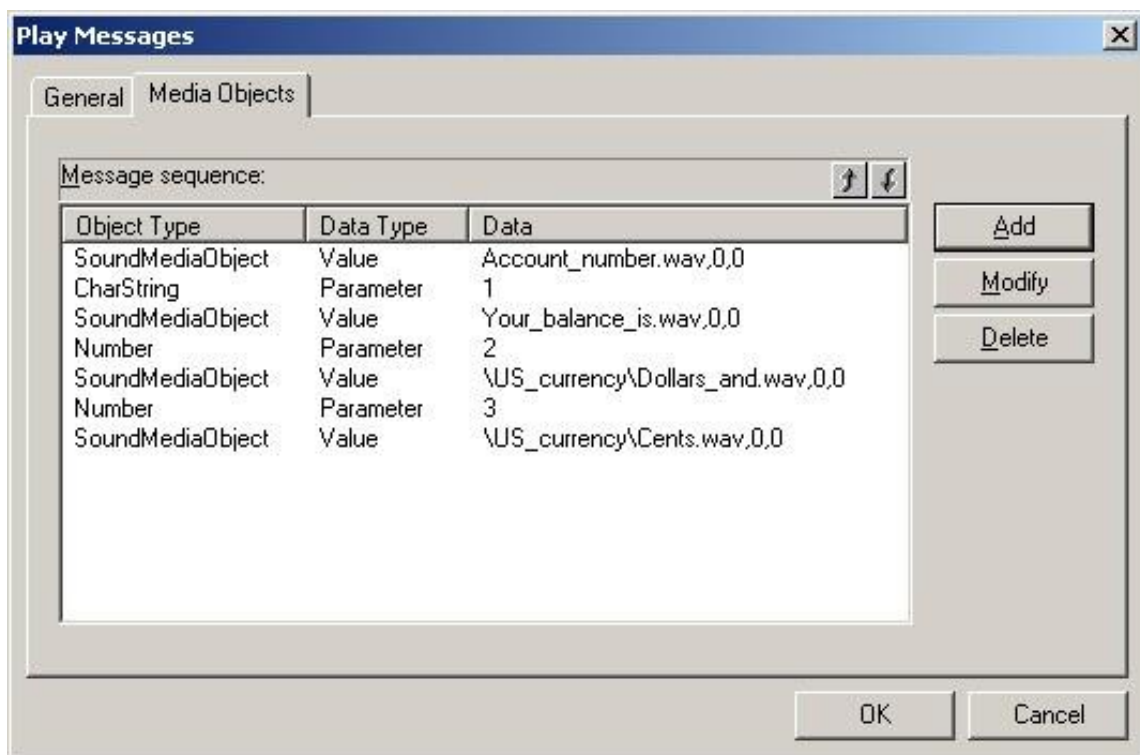 Play Messages
General Media Objects
Message sequence:
Object Type Data Type Data
SoundMediaObject Value Account_number.wav,0,0
CharString Parameter 1
SoundMediaObject Value Your_balance_is.wav,0,0
Number Parameter 2
SoundMediaObject Value \US_currency\Dollars_and.wav,0,0
Number Parameter 3
SoundMediaObject Value \US_currency\Cents.wav,0,0
Add
Modify
Delete
OK Cancel